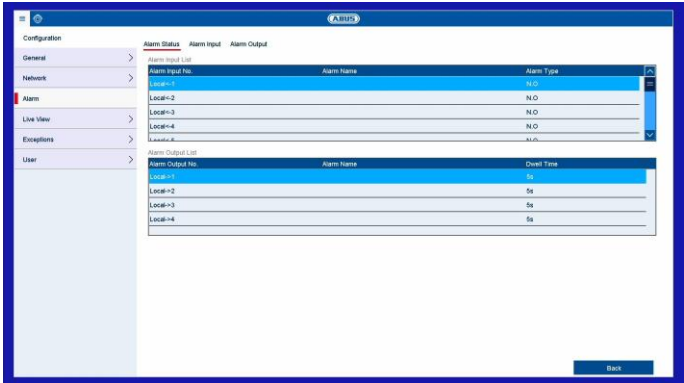 ABUS
Configuration
Alarm Status Alarm Input Alarm Output
General
Alarm Input List
Alarm Input No. Alarm Name Alarm Type
Network
Local<-1 N.O
Alarm
Local<-2 N.O
Local<-3 N.O
Live View
Local<-4 N.O
Exceptions
Local<-5 N.O
Alarm Output List
User
Alarm Output No. Alarm Name Dwell Time
Local->1 5s
Local->2 5s
Local->3 5s
Local->4 5s
Back